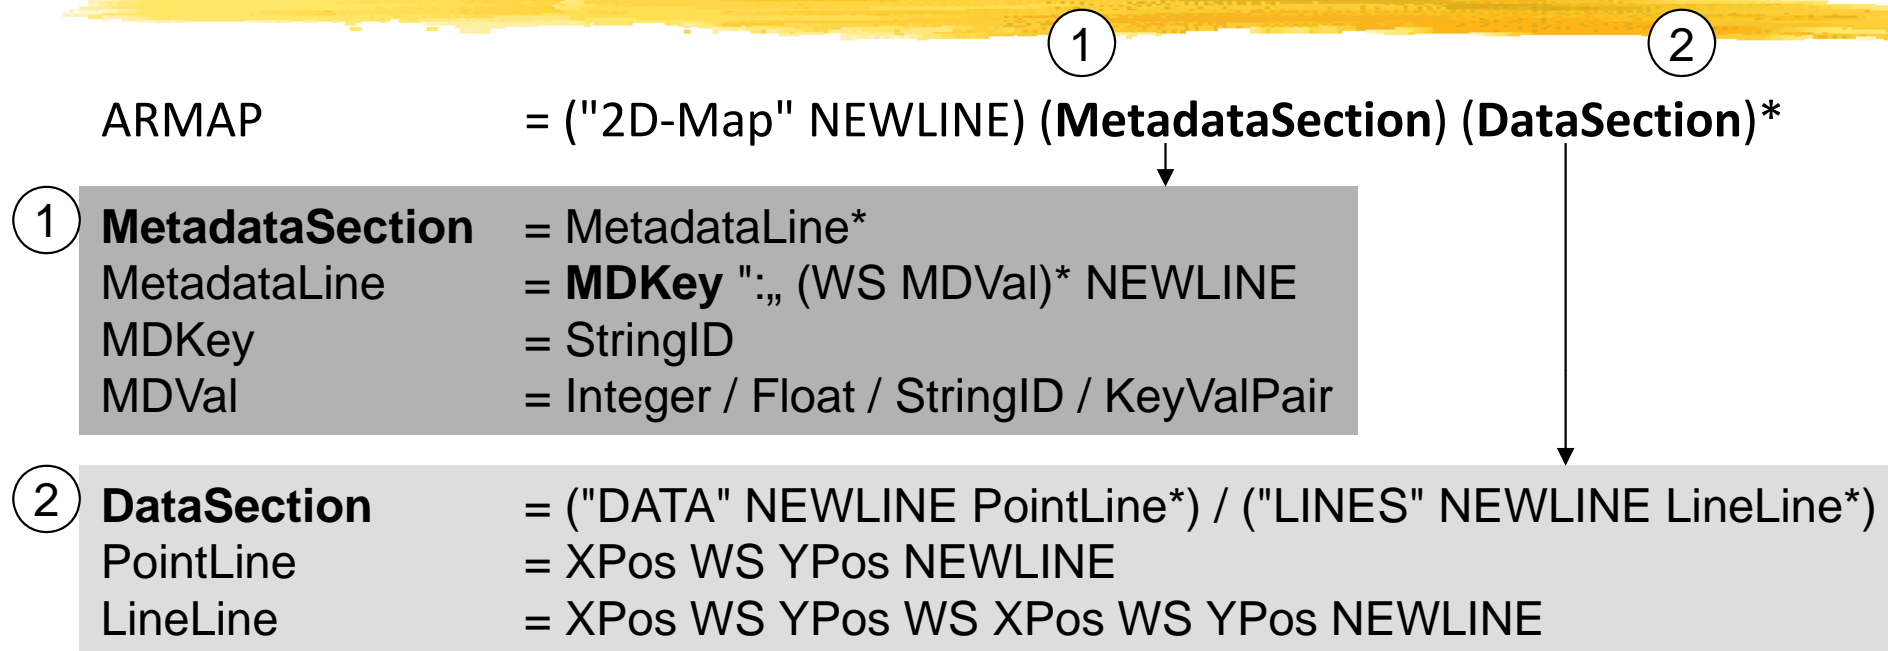 1 2
ARMAP = ("2D-Map" NEWLINE) (MetadataSection) (DataSection)*
1 MetadataSection = MetadataLine*
MetadataLine = MDKey ":„ (WS MDVal)* NEWLINE
MDKey = StringID
MDVal = Integer / Float / StringID / KeyValPair
2 DataSection = ("DATA" NEWLINE PointLine*) / ("LINES" NEWLINE LineLine*)
PointLine = XPos WS YPos NEWLINE
LineLine = XPos WS YPos WS XPos WS YPos NEWLINE